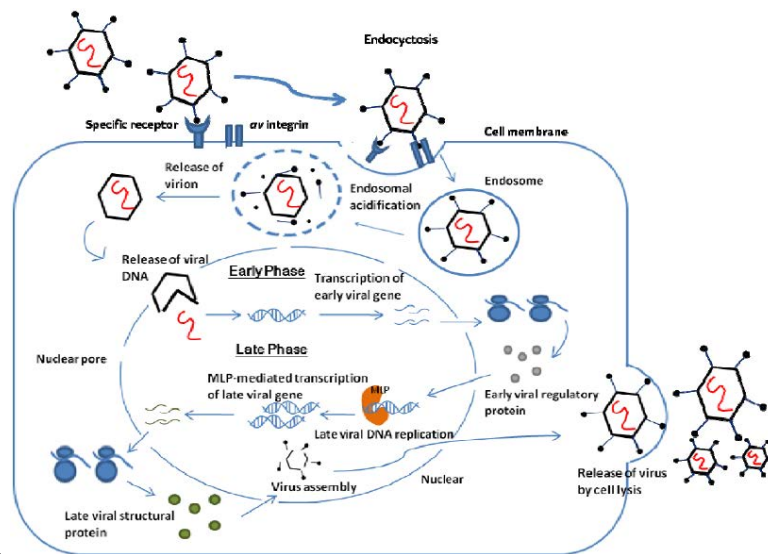 Endocyctosis
Specific receptor
αv integrin
Cell membrane
Release of
virion
Endosomal
acidification
Endosome
Release of viral
DNA
Early Phase
Transcription of
early viral gene
Nuclear pore
Late Phase
MLP-mediated transcription
of late viral gene
MLP
Early viral regulatory
protein
Late viral DNA replication
Virus assembly
Nuclear
Release of virus
by cell lysis
Late viral structural
protein